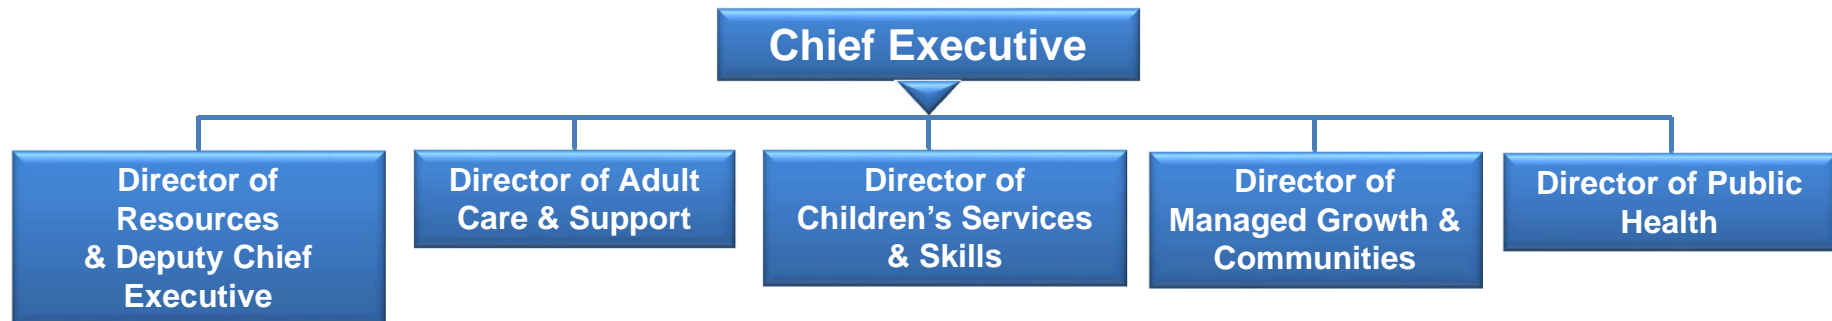 Chief Executive
Director of
Resources
& Deputy Chief
Executive
Director of Adult
Care & Support
Director of
Children’s Services
& Skills
Director of
Managed Growth &
Communities
Director of Public
Health